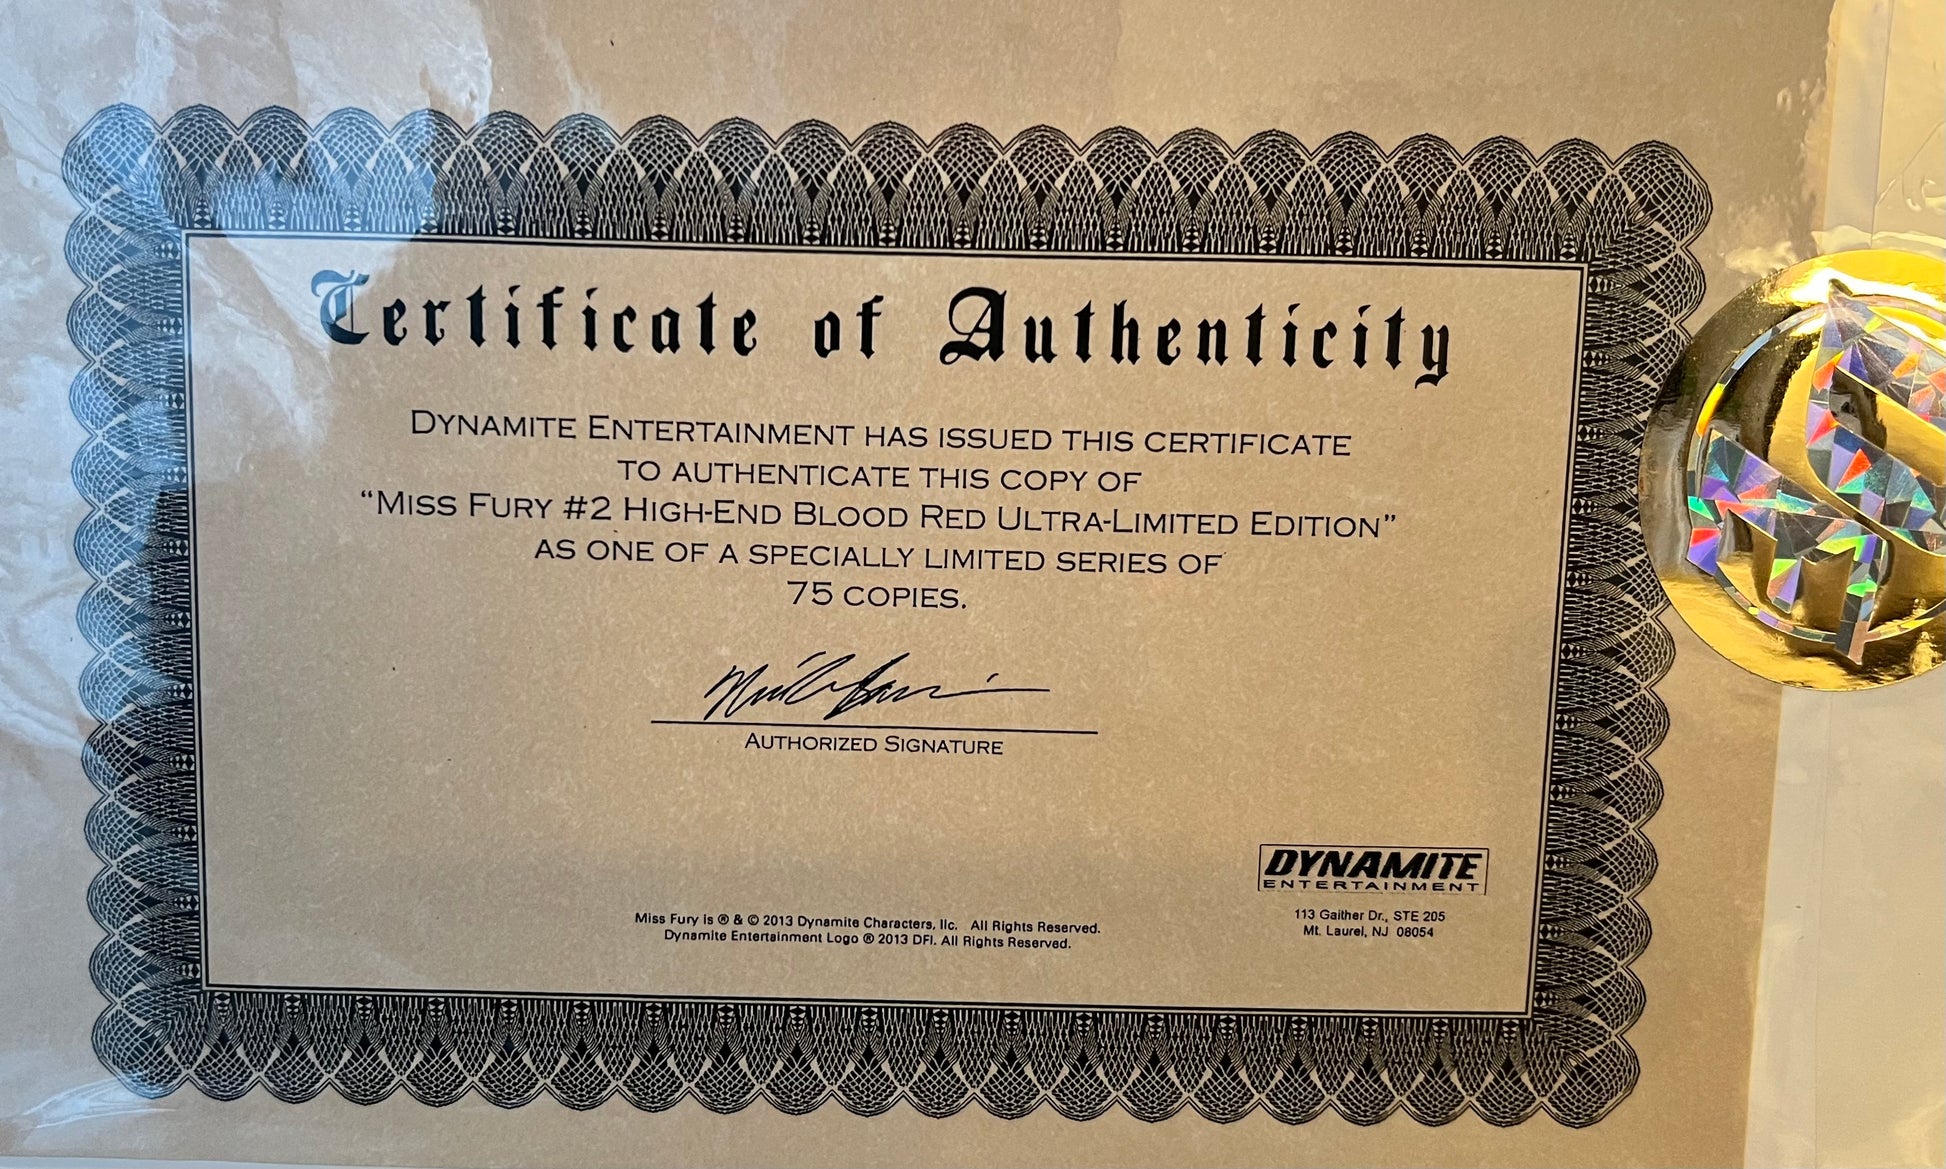 Certificate of Authenticity
DYNAMITE ENTERTAINMENT HAS ISSUED THIS CERTIFICATE
TO AUTHENTICATE THIS COPY OF
“MISS FURY #2 HIGH-END BLOOD RED ULTRA-LIMITED EDITION”
AS ONE OF A SPECIALLY LIMITED SERIES OF
75 COPIES.
AUTHORIZED SIGNATURE
DYNAMITE
ENTERTAINMENT
113 Gaither Dr., STE 205
Mt. Laurel, NJ 08054
Miss Fury is ® & © 2013 Dynamite Characters, llc. All Rights Reserved.
Dynamite Entertainment Logo ® 2013 DFI. All Rights Reserved.